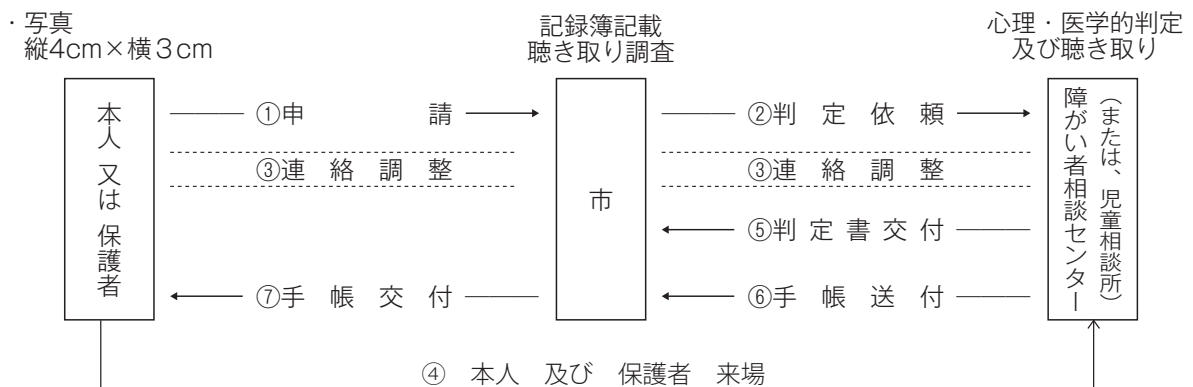 ・写真
縦4cm×横3cm
記録簿記載
聴き取り調査
心理・医学的判定
及び聴き取り
本人 又は 保護者
①申請
市
②判定依頼
障がい者相談センター
（または、児童相談所）
③連絡調整
③連絡調整
⑤判定書交付
⑦手帳交付
⑥手帳送付
④ 本人 及び 保護者 来場